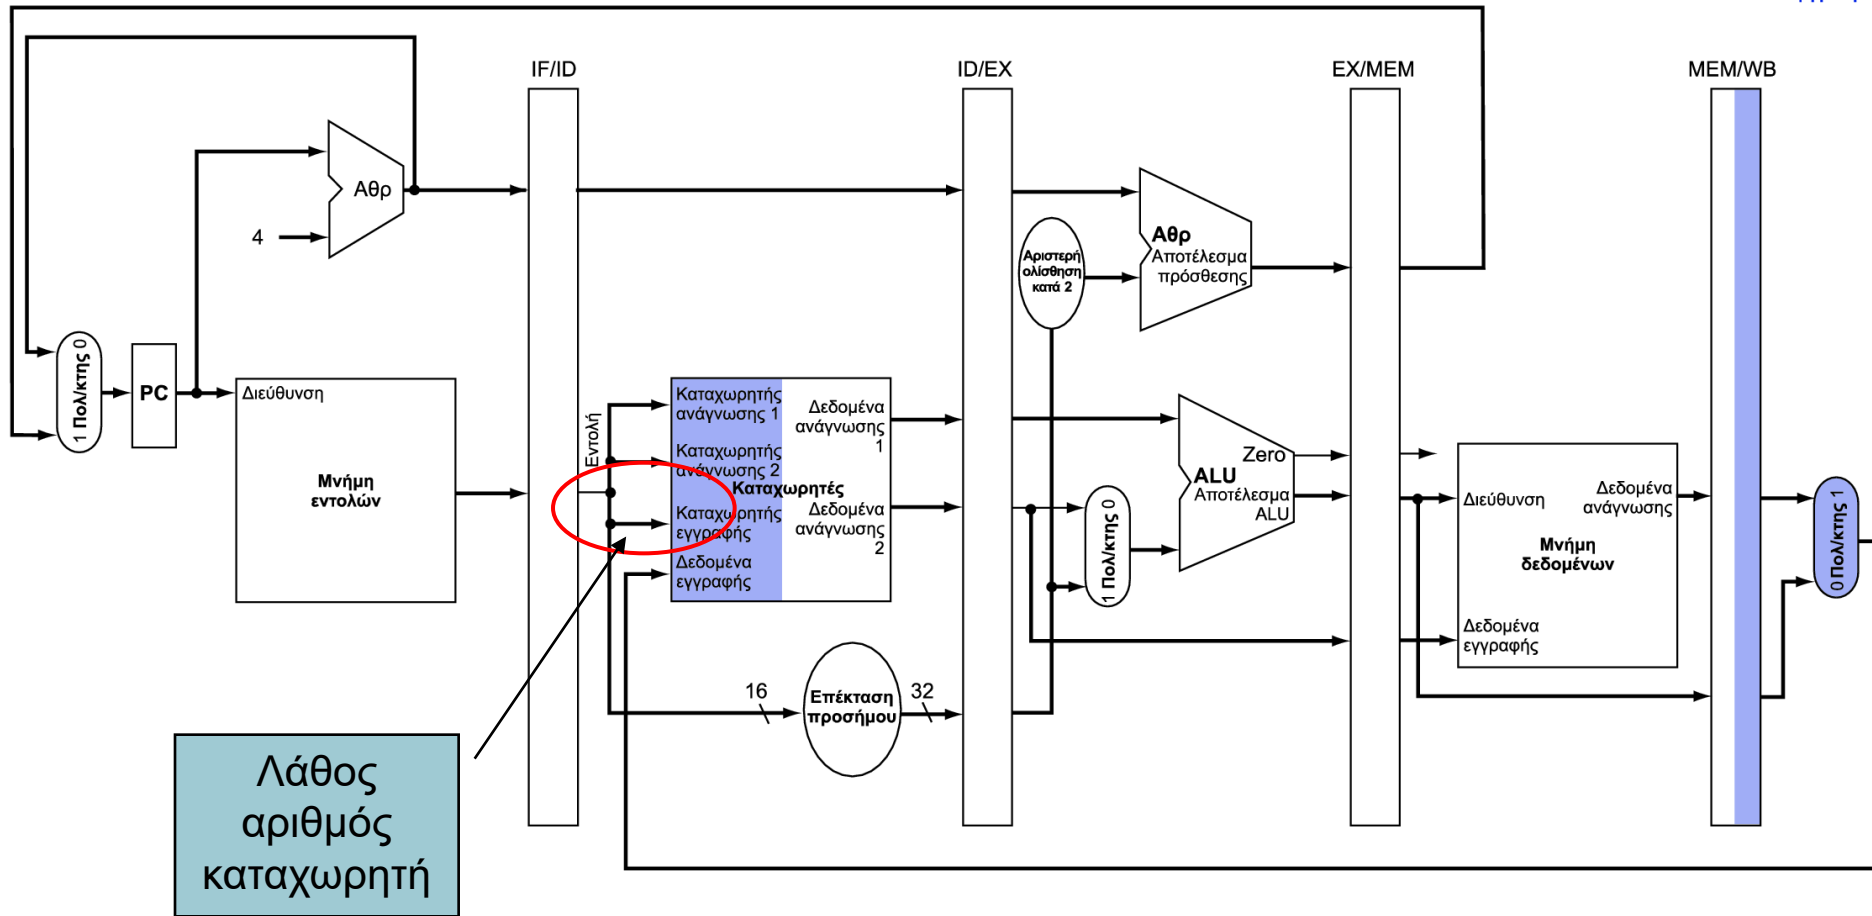 IF/ID
ID/EX
EX/MEM
MEM/WB
Αθρ
4
Αθρ
Αποτέλεσμα
πρόσθεσης
Αριστερή
ολίσθηση
κατά 2
1 Πολ/κτης 0
PC
Διεύθυνση
Μνήμη
εντολών
Εντολή
Καταχωρητής
ανάγνωσης 1
Καταχωρητής
ανάγνωσης 2
Καταχωρητές
Καταχωρητής
εγγραφής
Δεδομένα
εγγραφής
Δεδομένα
ανάγνωσης
1
Δεδομένα
ανάγνωσης
2
1 Πολ/κτης 0
Zero
ALU
Αποτέλεσμα
ALU
Διεύθυνση
Δεδομένα
ανάγνωσης
Μνήμη
δεδομένων
Δεδομένα
εγγραφής
0 Πολ/κτης 1
16
Επέκταση
προσήμου
32
Λάθος
αριθμός
καταχωρητή